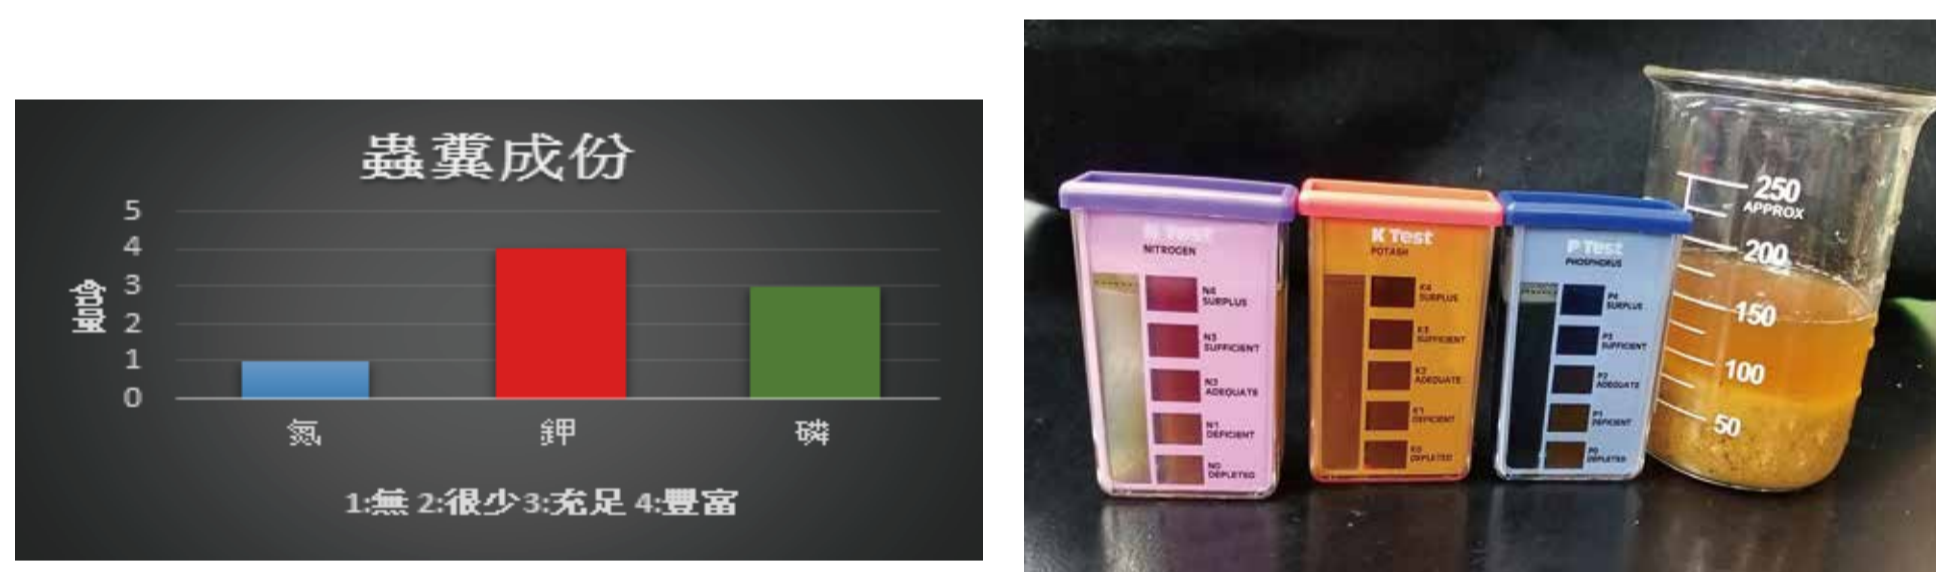 蟲糞成份
含量
5
4
3
2
1
0
氮 鉀 磷
1:無 2:很少 3:充足 4:豐富
N Test
NITROGEN
N4
SURPLUS
N3
SUFFICIENT
N2
ADEQUATE
N1
DEFICIENT
N0
DEPLETED
K Test
POTASH
K4
SURPLUS
K3
SUFFICIENT
K2
ADEQUATE
K1
DEFICIENT
K0
DEPLETED
P Test
PHOSPHORUS
P4
SURPLUS
P3
SUFFICIENT
P2
ADEQUATE
P1
DEFICIENT
P0
DEPLETED
250
APPROX
200
150
100
50